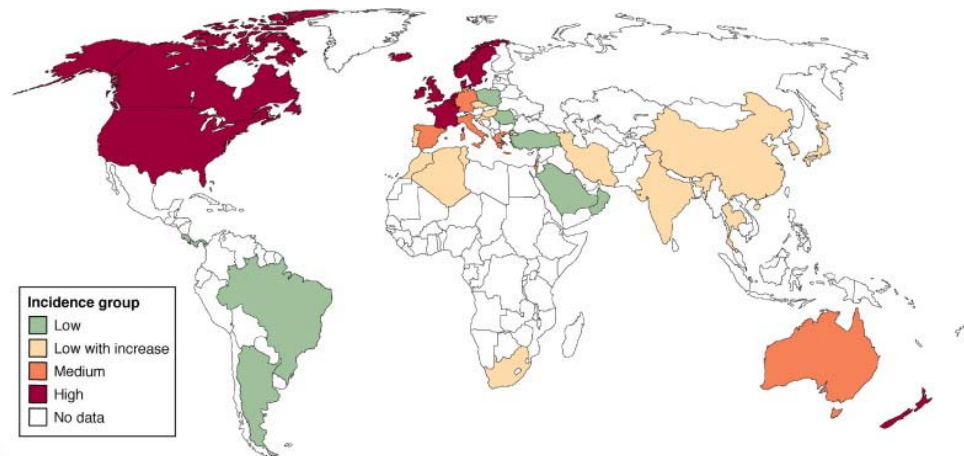 Incidence group
Low
Low with increase
Medium
High
No data